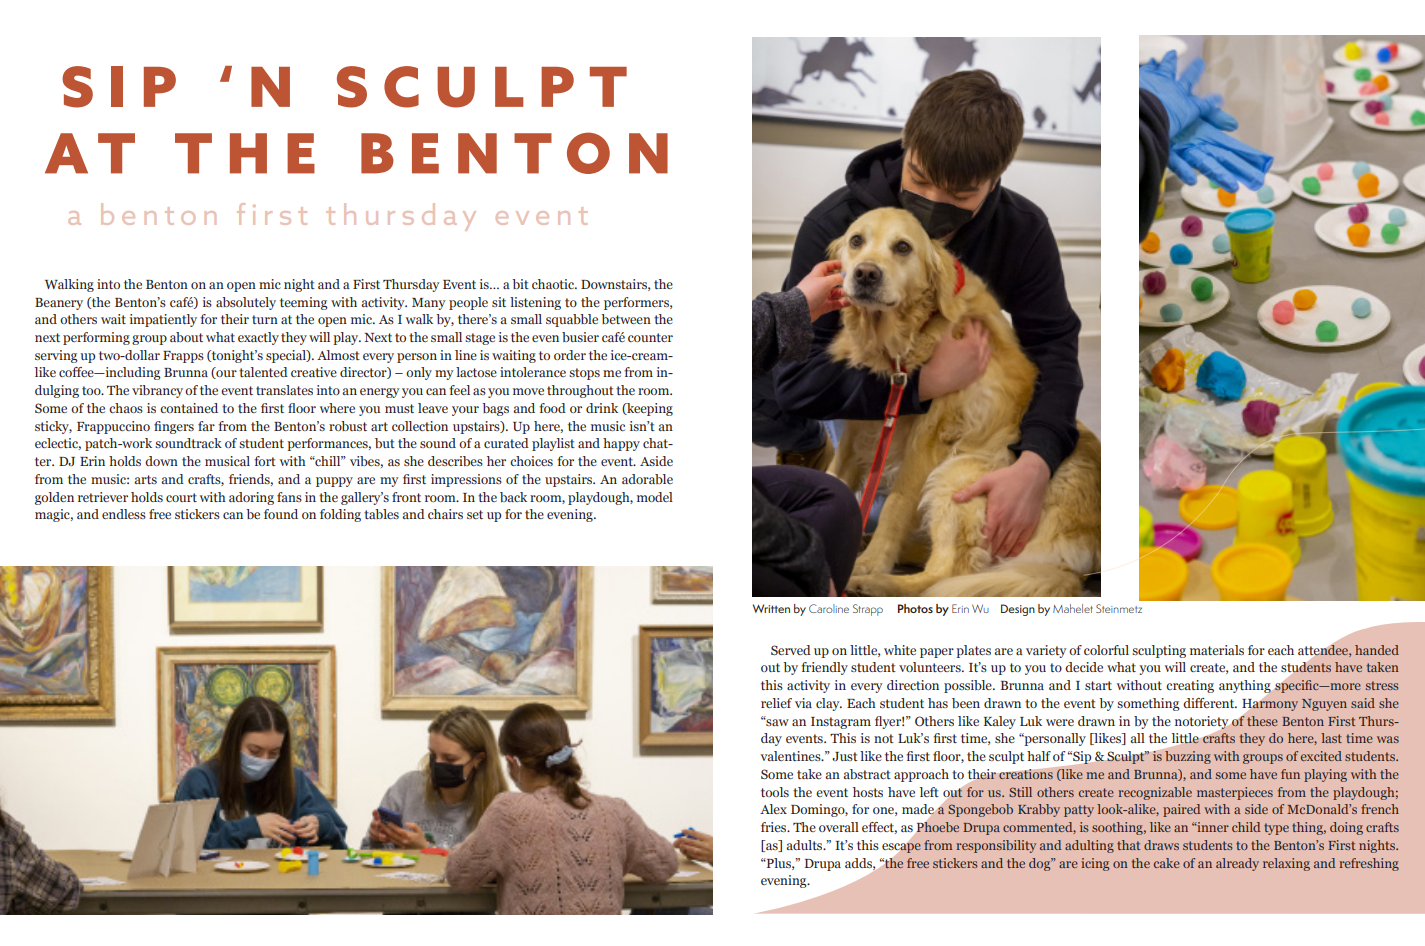 SIP ‘N SCULPT
AT THE BENTON
a benton first thursday event
Walking into the Benton on an open mic night and a First Thursday Event is... a bit chaotic. Downstairs, the
Beanery (the Benton’s café) is absolutely teeming with activity. Many people sit listening to the performers,
and others wait impatiently for their turn at the open mic. As I walk by, there’s a small squabble between the
next performing group about what exactly they will play. Next to the small stage is the even busier café counter
serving up two-dollar Frapps (tonight’s special). Almost every person in line is waiting to order the ice-cream-
like coffee—including Brunna (our talented creative director) – only my lactose intolerance stops me from in-
dulging too. The vibrancy of the event translates into an energy you can feel as you move throughout the room.
Some of the chaos is contained to the first floor where you must leave your bags and food or drink (keeping
sticky, Frappuccino fingers far from the Benton’s robust art collection upstairs). Up here, the music isn’t an
eclectic, patch-work soundtrack of student performances, but the sound of a curated playlist and happy chat-
ter. DJ Erin holds down the musical fort with “chill” vibes, as she describes her choices for the event. Aside
from the music: arts and crafts, friends, and a puppy are my first impressions of the upstairs. An adorable
golden retriever holds court with adoring fans in the gallery’s front room. In the back room, playdough, model
magic, and endless free stickers can be found on folding tables and chairs set up for the evening.
Written by Caroline Strapp Photos by Erin Wu Design by Mahelet Steinmetz
Served up on little, white paper plates are a variety of colorful sculpting materials for each attendee, handed
out by friendly student volunteers. It’s up to you to decide what you will create, and the students have taken
this activity in every direction possible. Brunna and I start without creating anything specific—more stress
relief via clay. Each student has been drawn to the event by something different. Harmony Nguyen said she
“saw an Instagram flyer!” Others like Kaley Luk were drawn in by the notoriety of these Benton First Thurs-
day events. This is not Luk’s first time, she “personally [likes] all the little crafts they do here, last time was
valentines.” Just like the first floor, the sculpt half of “Sip & Sculpt” is buzzing with groups of excited students.
Some take an abstract approach to their creations (like me and Brunna), and some have fun playing with the
tools the event hosts have left out for us. Still others create recognizable masterpieces from the playdough;
Alex Domingo, for one, made a Spongebob Krabby patty look-alike, paired with a side of McDonald’s french
fries. The overall effect, as Phoebe Drupa commented, is soothing, like an “inner child type thing, doing crafts
[as] adults.” It’s this escape from responsibility and adulting that draws students to the Benton’s First nights.
“Plus,” Drupa adds, “the free stickers and the dog” are icing on the cake of an already relaxing and refreshing
evening.